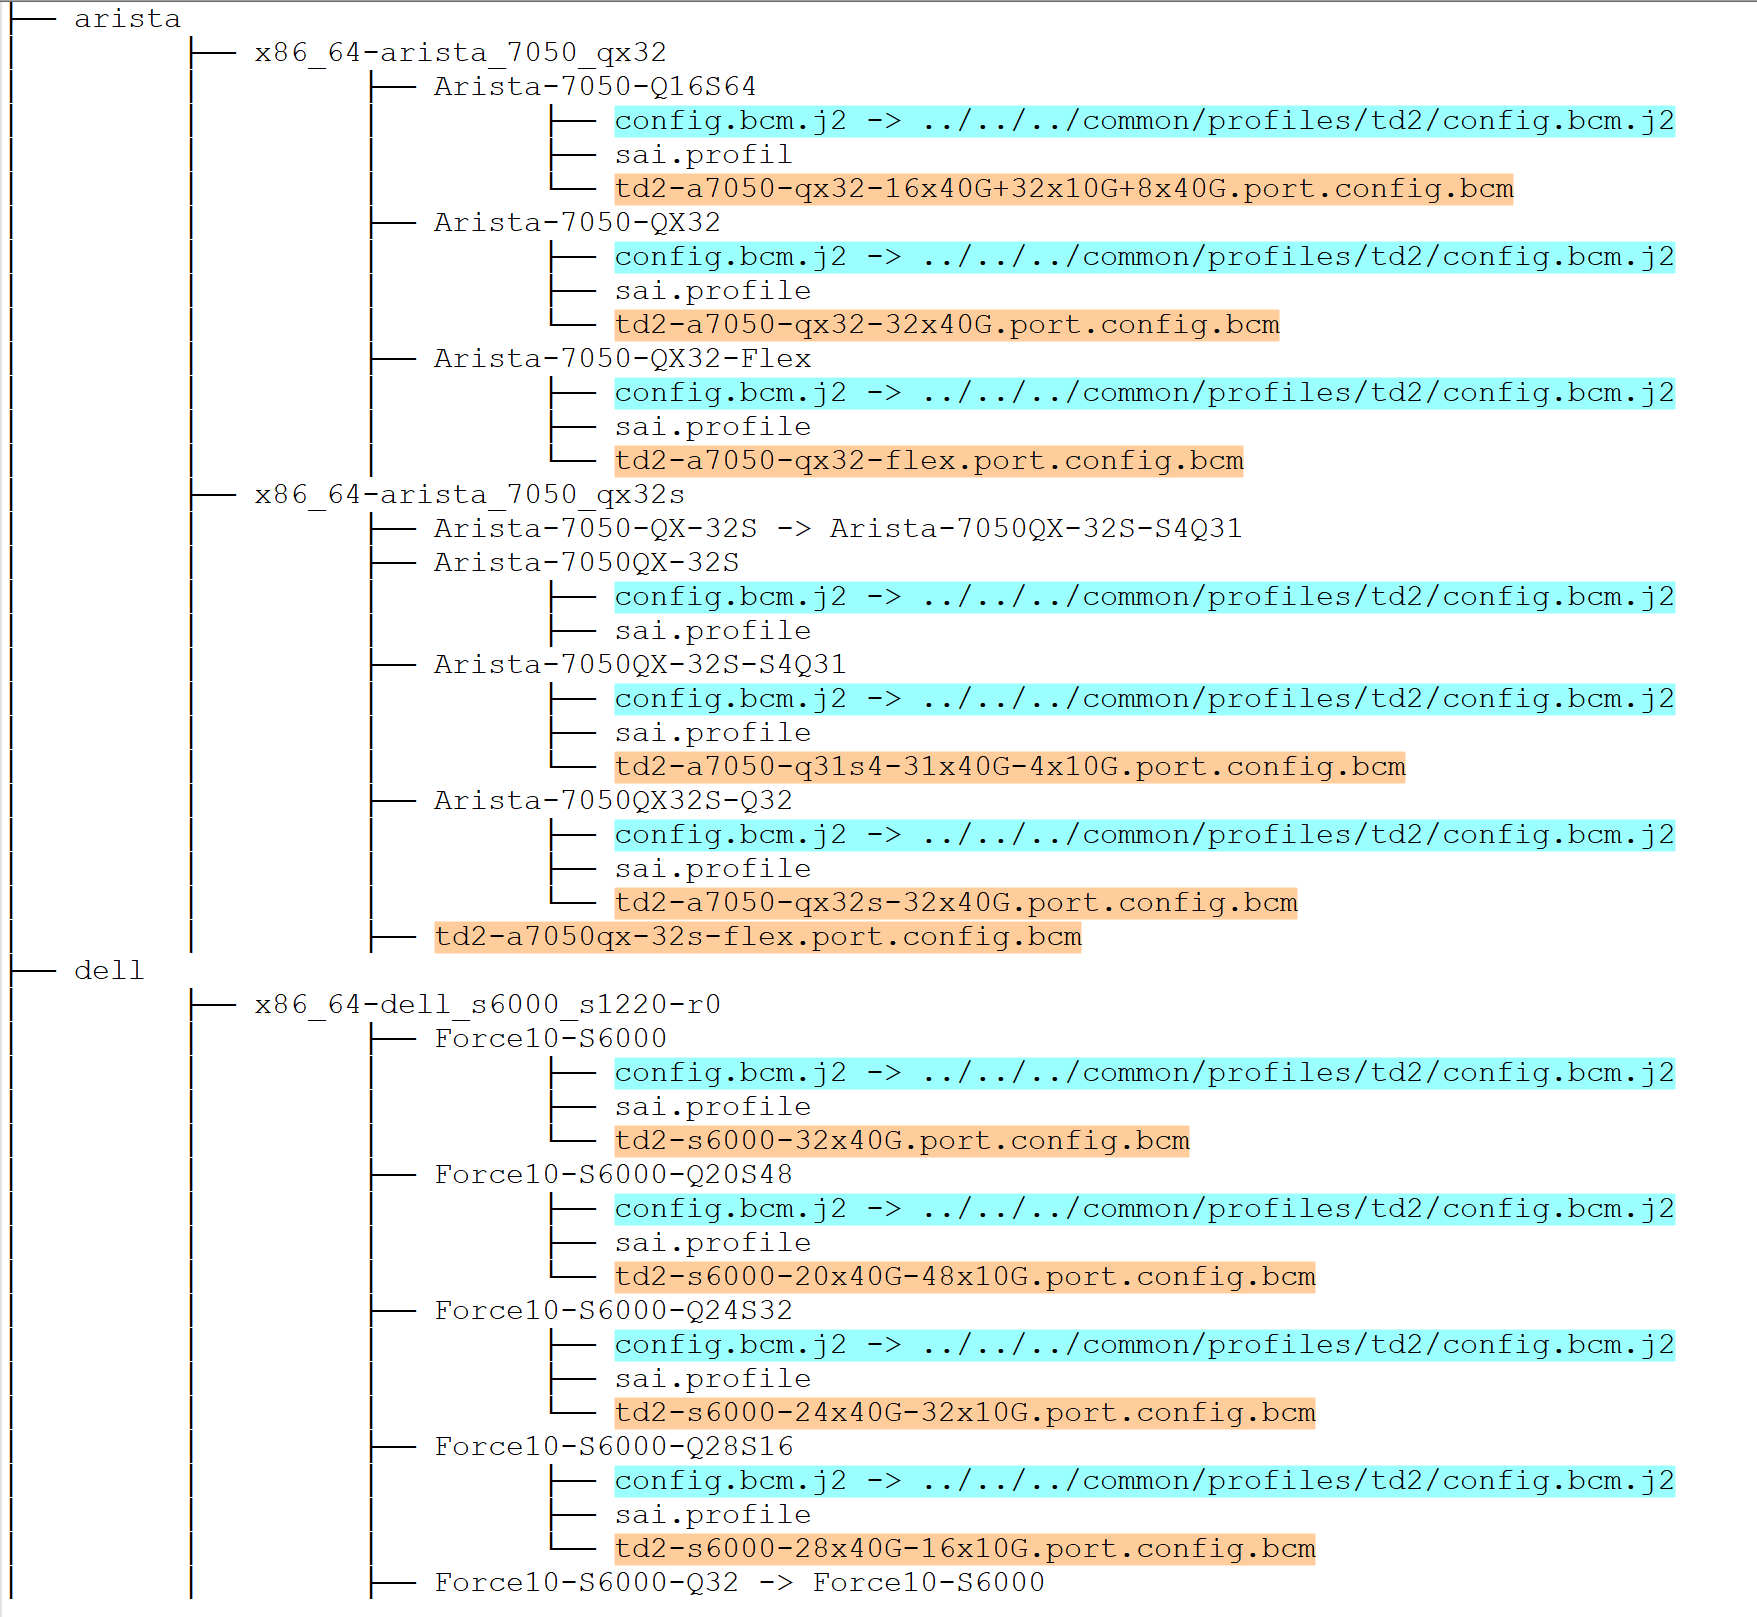 ├── arista
│ ├── x86_64-arista_7050_qx32
│ │ ├── Arista-7050-Q16S64
│ │ │ ├── config.bcm.j2 -> ../../../common/profiles/td2/config.bcm.j2
│ │ │ ├── sai.profil
│ │ │ └── td2-a7050-qx32-16x40G+32x10G+8x40G.port.config.bcm
│ │ ├── Arista-7050-QX32
│ │ │ ├── config.bcm.j2 -> ../../../common/profiles/td2/config.bcm.j2
│ │ │ ├── sai.profile
│ │ │ └── td2-a7050-qx32-32x40G.port.config.bcm
│ │ ├── Arista-7050-QX32-Flex
│ │ │ ├── config.bcm.j2 -> ../../../common/profiles/td2/config.bcm.j2
│ │ │ ├── sai.profile
│ │ │ └── td2-a7050-qx32-flex.port.config.bcm
│ ├── x86_64-arista_7050_qx32s
│ │ ├── Arista-7050-QX-32S -> Arista-7050QX-32S-S4Q31
│ │ ├── Arista-7050QX-32S
│ │ │ ├── config.bcm.j2 -> ../../../common/profiles/td2/config.bcm.j2
│ │ │ ├── sai.profile
│ │ ├── Arista-7050QX-32S-S4Q31
│ │ │ ├── config.bcm.j2 -> ../../../common/profiles/td2/config.bcm.j2
│ │ │ ├── sai.profile
│ │ │ └── td2-a7050-q31s4-31x40G-4x10G.port.config.bcm
│ │ ├── Arista-7050QX32S-Q32
│ │ │ ├── config.bcm.j2 -> ../../../common/profiles/td2/config.bcm.j2
│ │ │ ├── sai.profile
│ │ │ └── td2-a7050-qx32s-32x40G.port.config.bcm
│ │ ├── td2-a7050qx-32s-flex.port.config.bcm
├── dell
│ ├── x86_64-dell_s6000_s1220-r0
│ │ ├── Force10-S6000
│ │ │ ├── config.bcm.j2 -> ../../../common/profiles/td2/config.bcm.j2
│ │ │ ├── sai.profile
│ │ │ └── td2-s6000-32x40G.port.config.bcm
│ │ ├── Force10-S6000-Q20S48
│ │ │ ├── config.bcm.j2 -> ../../../common/profiles/td2/config.bcm.j2
│ │ │ ├── sai.profile
│ │ │ └── td2-s6000-20x40G-48x10G.port.config.bcm
│ │ ├── Force10-S6000-Q24S32
│ │ │ ├── config.bcm.j2 -> ../../../common/profiles/td2/config.bcm.j2
│ │ │ ├── sai.profile
│ │ │ └── td2-s6000-24x40G-32x10G.port.config.bcm
│ │ ├── Force10-S6000-Q28S16
│ │ │ ├── config.bcm.j2 -> ../../../common/profiles/td2/config.bcm.j2
│ │ │ ├── sai.profile
│ │ │ └── td2-s6000-28x40G-16x10G.port.config.bcm
│ │ ├── Force10-S6000-Q32 -> Force10-S6000